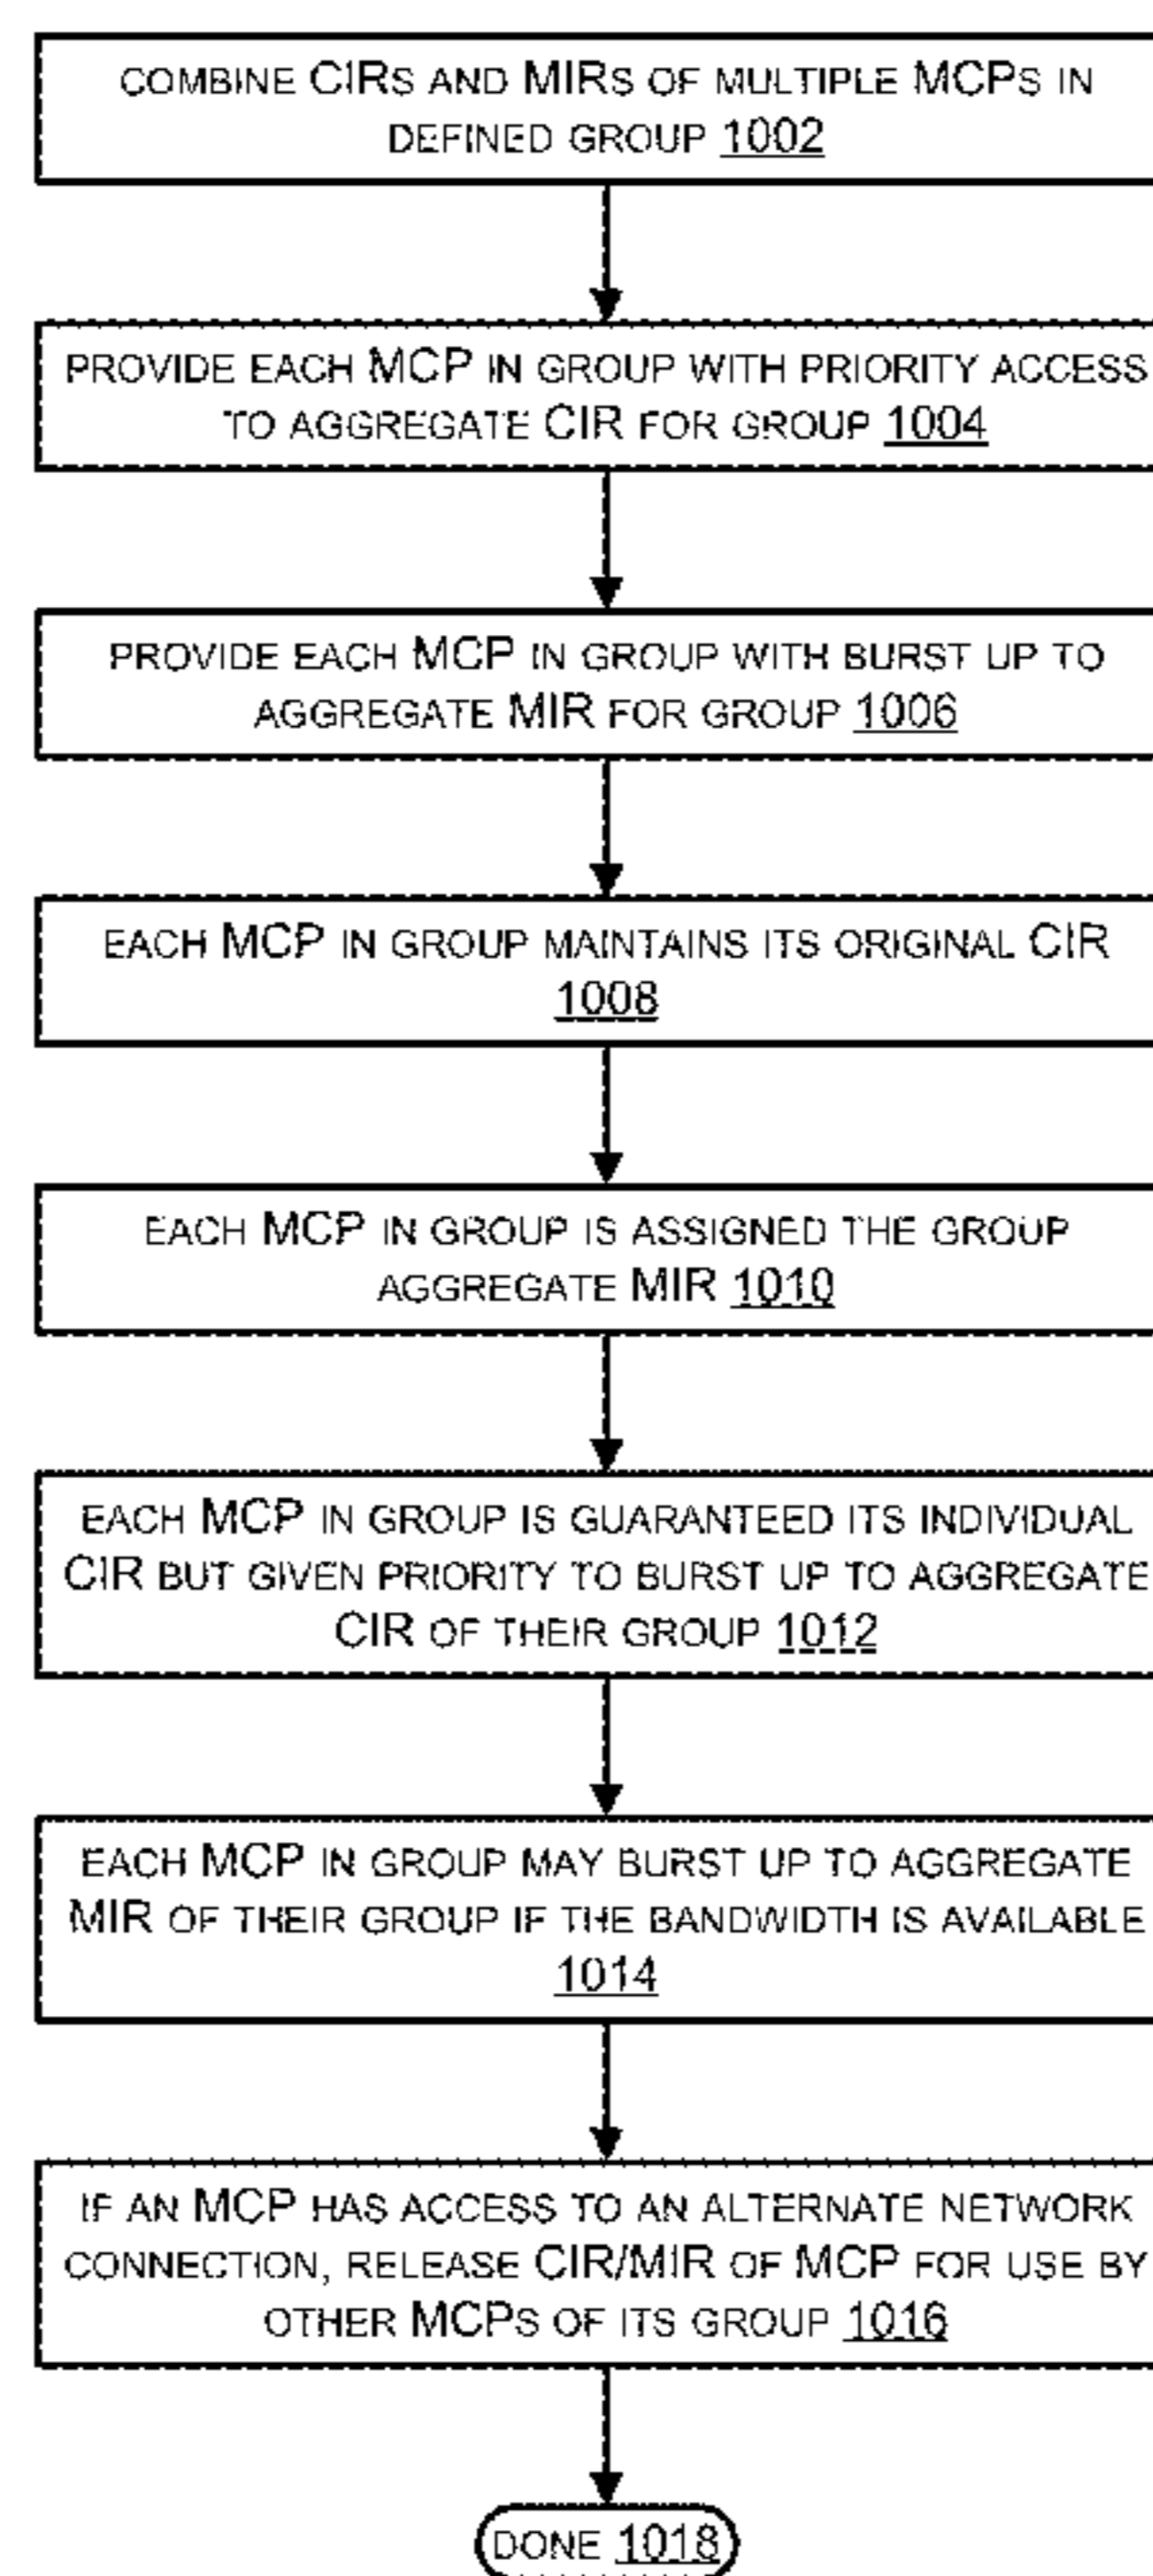 COMBINE CIRS AND MIRS OF MULTIPLE MCPS IN
DEFINED GROUP 1002
PROVIDE EACH MCP IN GROUP WITH PRIORITY ACCESS
TO AGGREGATE CIR FOR GROUP 1004
PROVIDE EACH MCP IN GROUP WITH BURST UP TO
AGGREGATE MIR FOR GROUP 1006
EACH MCP IN GROUP MAINTAINS ITS ORIGINAL CIR
1008
EACH MCP IN GROUP IS ASSIGNED THE GROUP
AGGREGATE MIR 1010
EACH MCP IN GROUP IS GUARANTEED ITS INDIVIDUAL
CIR BUT GIVEN PRIORITY TO BURST UP TO AGGREGATE
CIR OF THEIR GROUP 1012
EACH MCP IN GROUP MAY BURST UP TO AGGREGATE
MIR OF THEIR GROUP IF THE BANDWIDTH IS AVAILABLE
1014
IF AN MCP HAS ACCESS TO AN ALTERNATE NETWORK
CONNECTION, RELEASE CIR/MIR OF MCP FOR USE BY
OTHER MCPS OF ITS GROUP 1016
DONE 1018